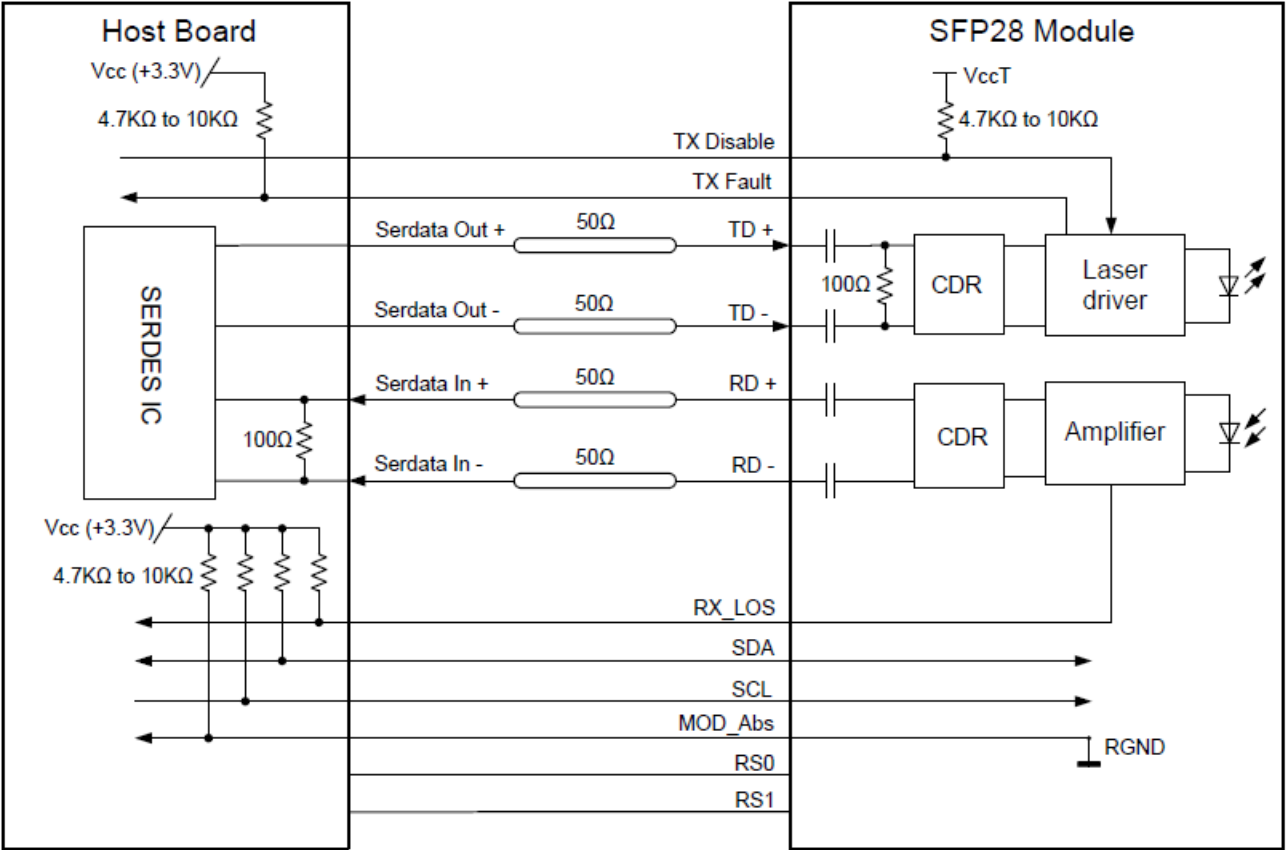 Host Board
SFP28 Module
Vcc (+3.3V)
VccT
4.7KΩ to 10KΩ
4.7KΩ to 10KΩ
TX Disable
TX Fault
Serdata Out +
50Ω
TD +
100Ω
CDR
Laser
driver
Serdata Out -
50Ω
TD -
SERDES IC
Serdata In +
50Ω
RD +
100Ω
CDR
Amplifier
Serdata In -
50Ω
RD -
Vcc (+3.3V)
4.7KΩ to 10KΩ
RX_LOS
SDA
SCL
MOD_Abs
RGND
RS0
RS1